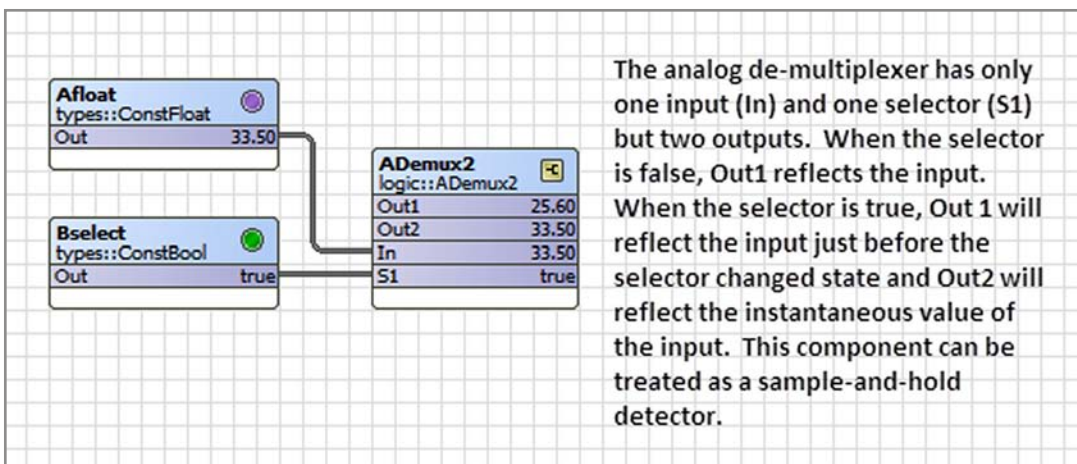 Afloat
types::ConstFloat
Out 33.50
Bselect
types::ConstBool
Out true
ADemux2
logic::ADemux2
Out1 25.60
Out2 33.50
In 33.50
S1 true
The analog de-multiplexer has only
one input (In) and one selector (S1)
but two outputs. When the selector
is false, Out1 reflects the input.
When the selector is true, Out 1 will
reflect the input just before the
selector changed state and Out2 will
reflect the instantaneous value of
the input. This component can be
treated as a sample-and-hold
detector.